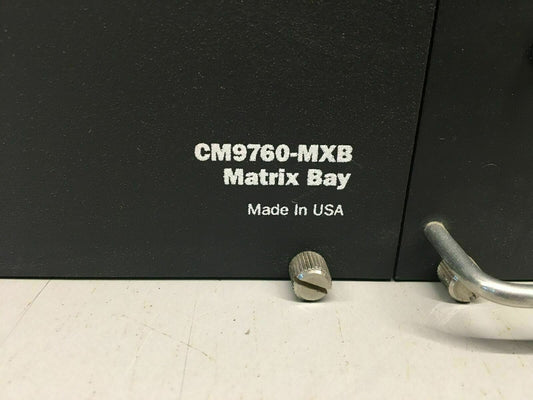 CM9760-MXB
Matrix Bay
Made In USA